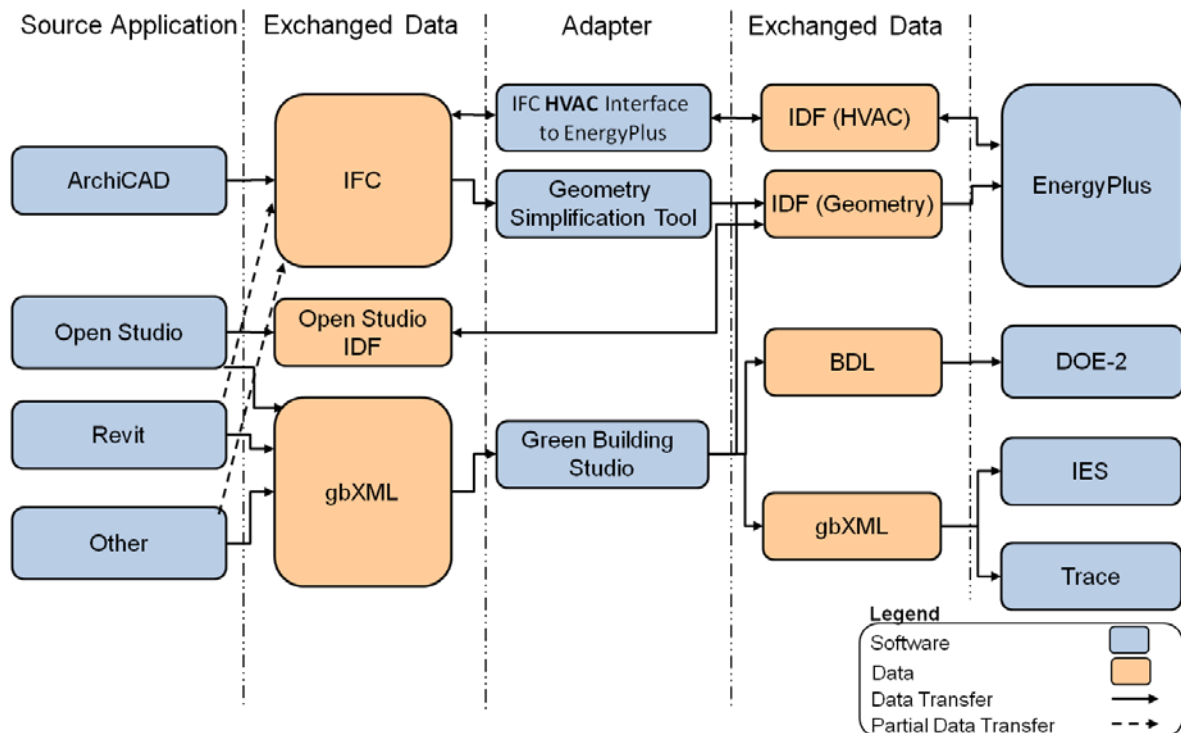 Source Application
Exchanged Data
Adapter
Exchanged Data
ArchiCAD
Open Studio
Revit
Other
IFC
Open Studio
IDF
gbXML
IFC HVAC Interface
to EnergyPlus
Geometry
Simplification Tool
Green Building
Studio
IDF (HVAC)
IDF (Geometry)
BDL
gbXML
EnergyPlus
DOE-2
IES
Trace
Legend
Software
Data
Data Transfer
Partial Data Transfer